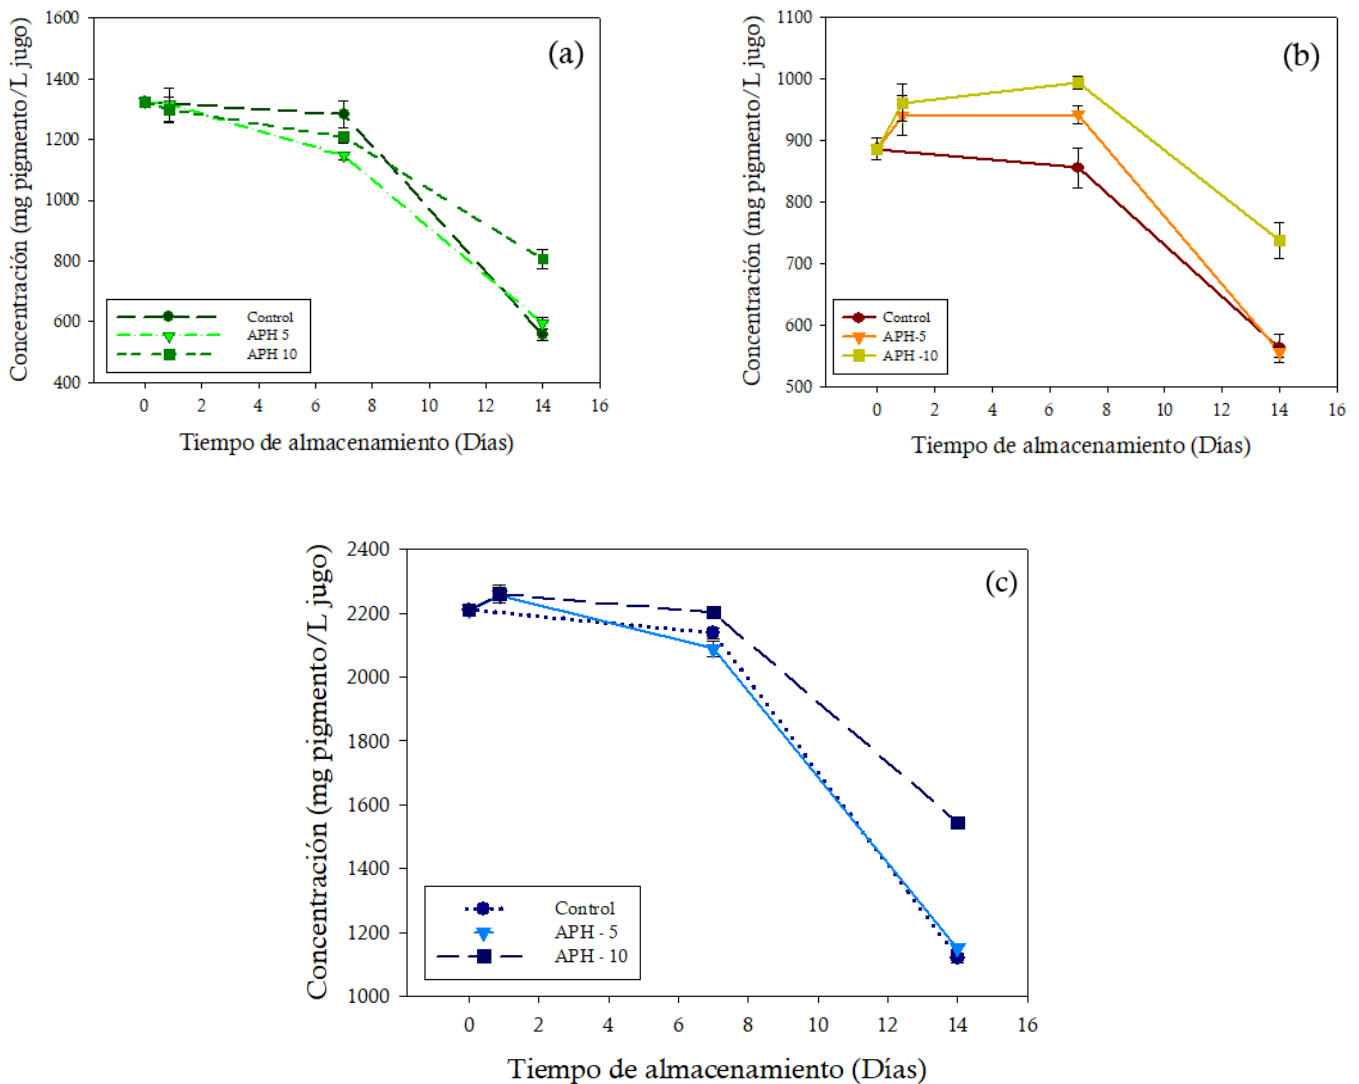 1600
1400
1200
1000
800
600
400
Concentración (mg pigmento/L jugo)
(a)
Control
APH 5
APH 10
0 2 4 6 8 10 12 14 16
Tiempo de almacenamiento (Días)
1100
1000
900
800
700
600
500
Concentración (mg pigmento/L jugo)
(b)
Control
APH-5
APH -10
0 2 4 6 8 10 12 14 16
Tiempo de almacenamiento (Días)
2400
2200
2000
1800
1600
1400
1200
1000
Concentración (mg pigmento/L jugo)
(c)
Control
APH - 5
APH - 10
0 2 4 6 8 10 12 14 16
Tiempo de almacenamiento (Días)